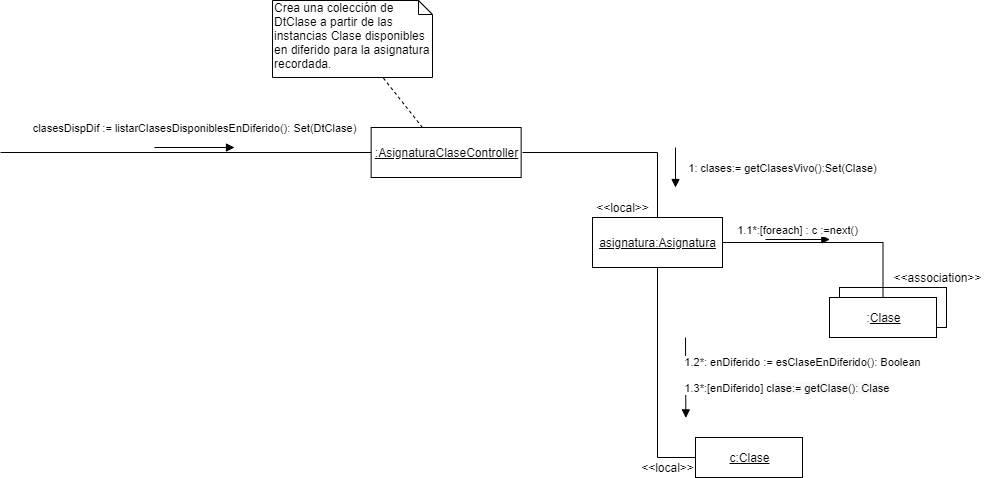 Crea una colección de
DtClase a partir de las
instancias Clase disponibles
en diferido para la asignatura
recordada.
clasesDispDif := listarClasesDisponiblesEnDiferido(): Set(DtClase)
:AsignaturaClaseController
1: clases:= getClasesVivo():Set(Clase)
<<local>>
asignatura:Asignatura
1.1*:[foreach] : c :=next()
<<association>>
:Clase
1.2*: enDiferido := esClaseEnDiferido(): Boolean
1.3*:[enDiferido] clase:= getClase(): Clase
c:Clase
<<local>>